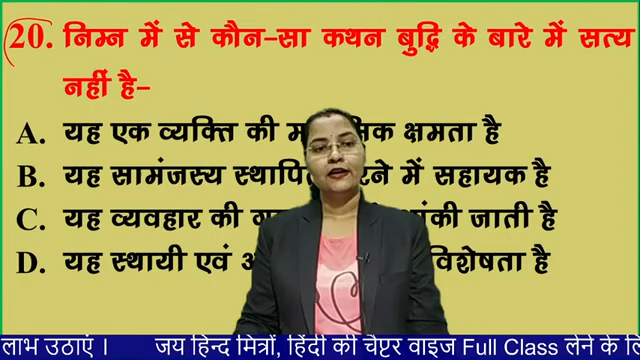 20. निम्न में से कौन-सा कथन बुद्धि के बारे में सत्य
नहीं है-
A. यह एक व्यक्ति की क्षमता है
B. यह सामंजस्य में सहायक है
C. यह व्यवहार की जाती है
D. यह स्थायी एवं विशेषता है
लाभ उठाएं । जय हिन्द मित्रों, हिंदी की चैप्टर वाइज Full Class लेने के